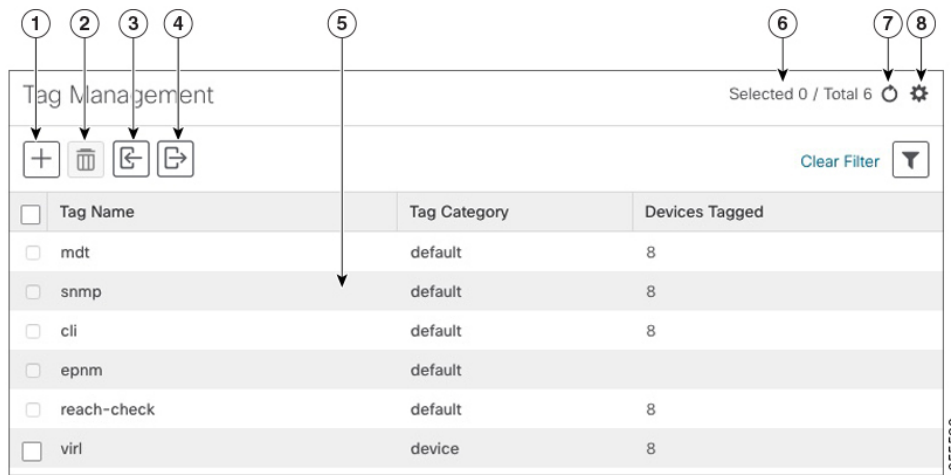 1 2 3 4 5 6 7 8
Tag Management Selected 0 / Total 6
Clear Filter
Tag Name Tag Category Devices Tagged
mdt default 8
snmp default 8
cli default 8
epnm default
reach-check default 8
virl device 8